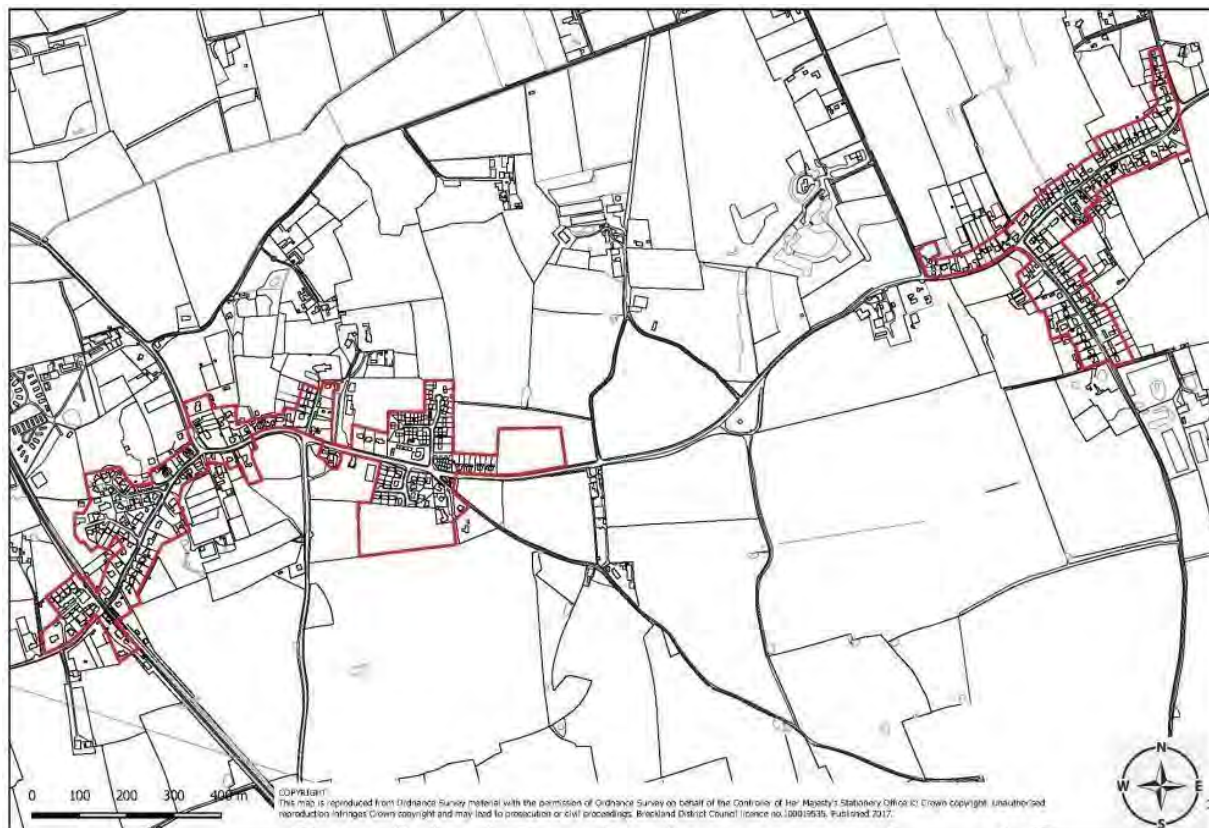 N
W E
S
0 100 200 300 400 m
COPYRIGHT
This map is reproduced from Ordnance Survey material with the permission of Ordnance Survey on behalf of the Controller of Her Majesty's Stationery Office © Crown copyright. Unauthorised
reproduction infringes Crown copyright and may lead to prosecution or civil proceedings. Breckland District Council licence no.100019535. Published 2017.